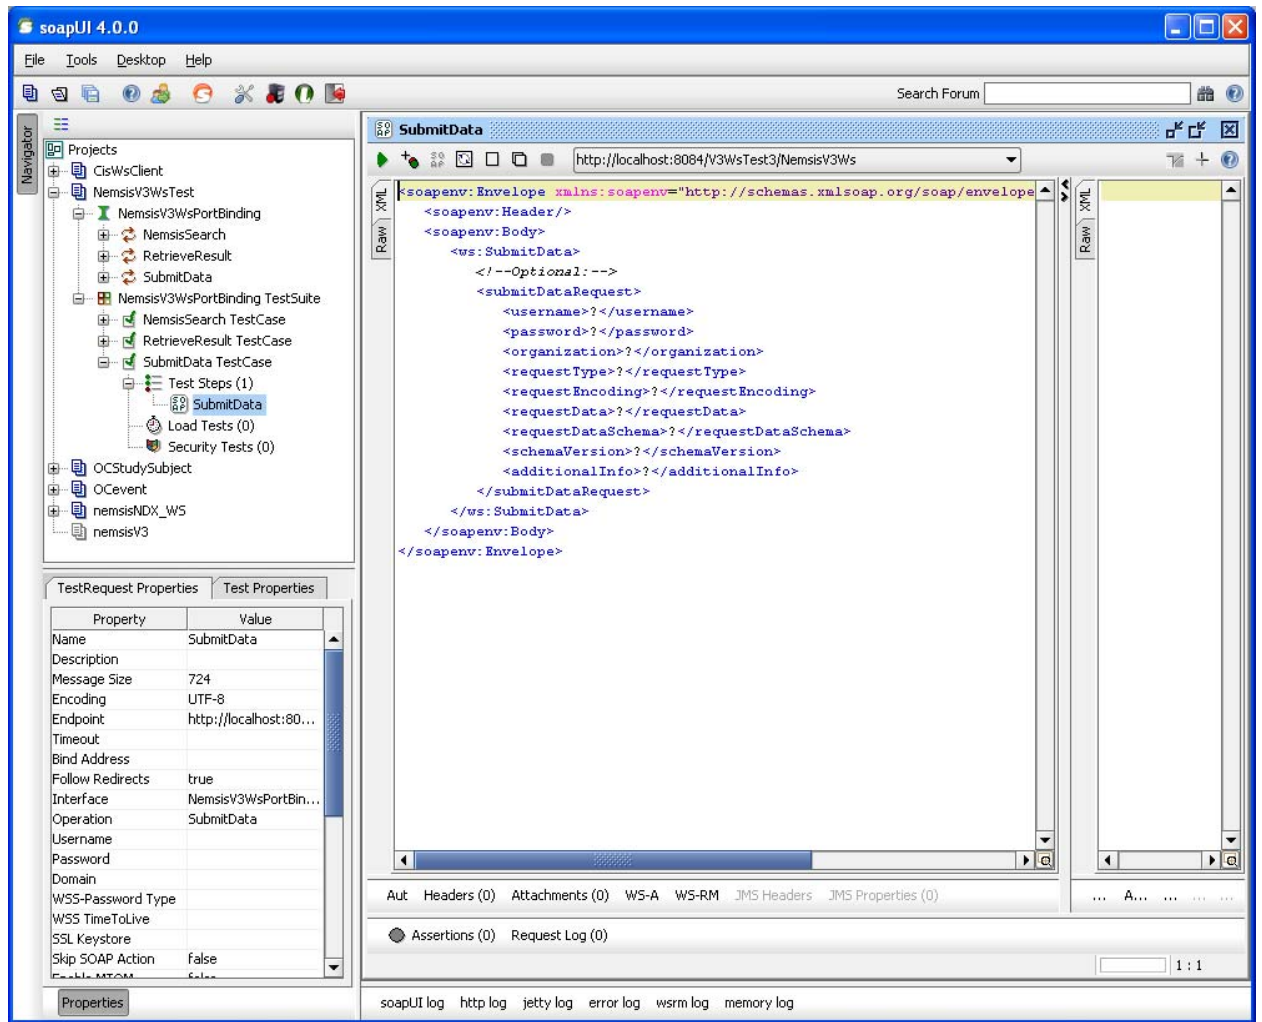 soapUI 4.0.0
File Tools Desktop Help
Search Forum
Navigator
Projects
CisWsClient
NemsisV3WsTest
NemsisV3WsPortBinding
NemsisSearch
RetrieveResult
SubmitData
NemsisV3WsPortBinding TestSuite
NemsisSearch TestCase
RetrieveResult TestCase
SubmitData TestCase
Test Steps (1)
SubmitData
Load Tests (0)
Security Tests (0)
OCStudySubject
OCevent
nemsisNDX_WS
nemsisV3
TestRequest Properties Test Properties
Property Value
Name SubmitData
Description
Message Size 724
Encoding UTF-8
Endpoint http://localhost:80...
Timeout
Bind Address
Follow Redirects true
Interface NemsisV3WsPortBin...
Operation SubmitData
Username
Password
Domain
WSS-Password Type
WSS TimeToLive
SSL Keystore
Skip SOAP Action false
Properties
SubmitData
http://localhost:8084/V3WsTest3/NemsisV3Ws
XML
Raw
<soapenv:Envelope xmlns:soapenv="http://schemas.xmlsoap.org/soap/envelope
<soapenv:Header/>
<soapenv:Body>
<ws:SubmitData>
<!--Optional:-->
<submitDataRequest>
<username>?</username>
<password>?</password>
<organization>?</organization>
<requestType>?</requestType>
<requestEncoding>?</requestEncoding>
<requestData>?</requestData>
<requestDataSchema>?</requestDataSchema>
<schemaVersion>?</schemaVersion>
<additionalInfo>?</additionalInfo>
</submitDataRequest>
</ws:SubmitData>
</soapenv:Body>
</soapenv:Envelope>
XML
Raw
Aut Headers (0) Attachments (0) WS-A WS-RM JMS Headers JMS Properties (0)
... A... ... ... ...
Assertions (0) Request Log (0)
1 : 1
soapUI log http log jetty log error log wsrm log memory log